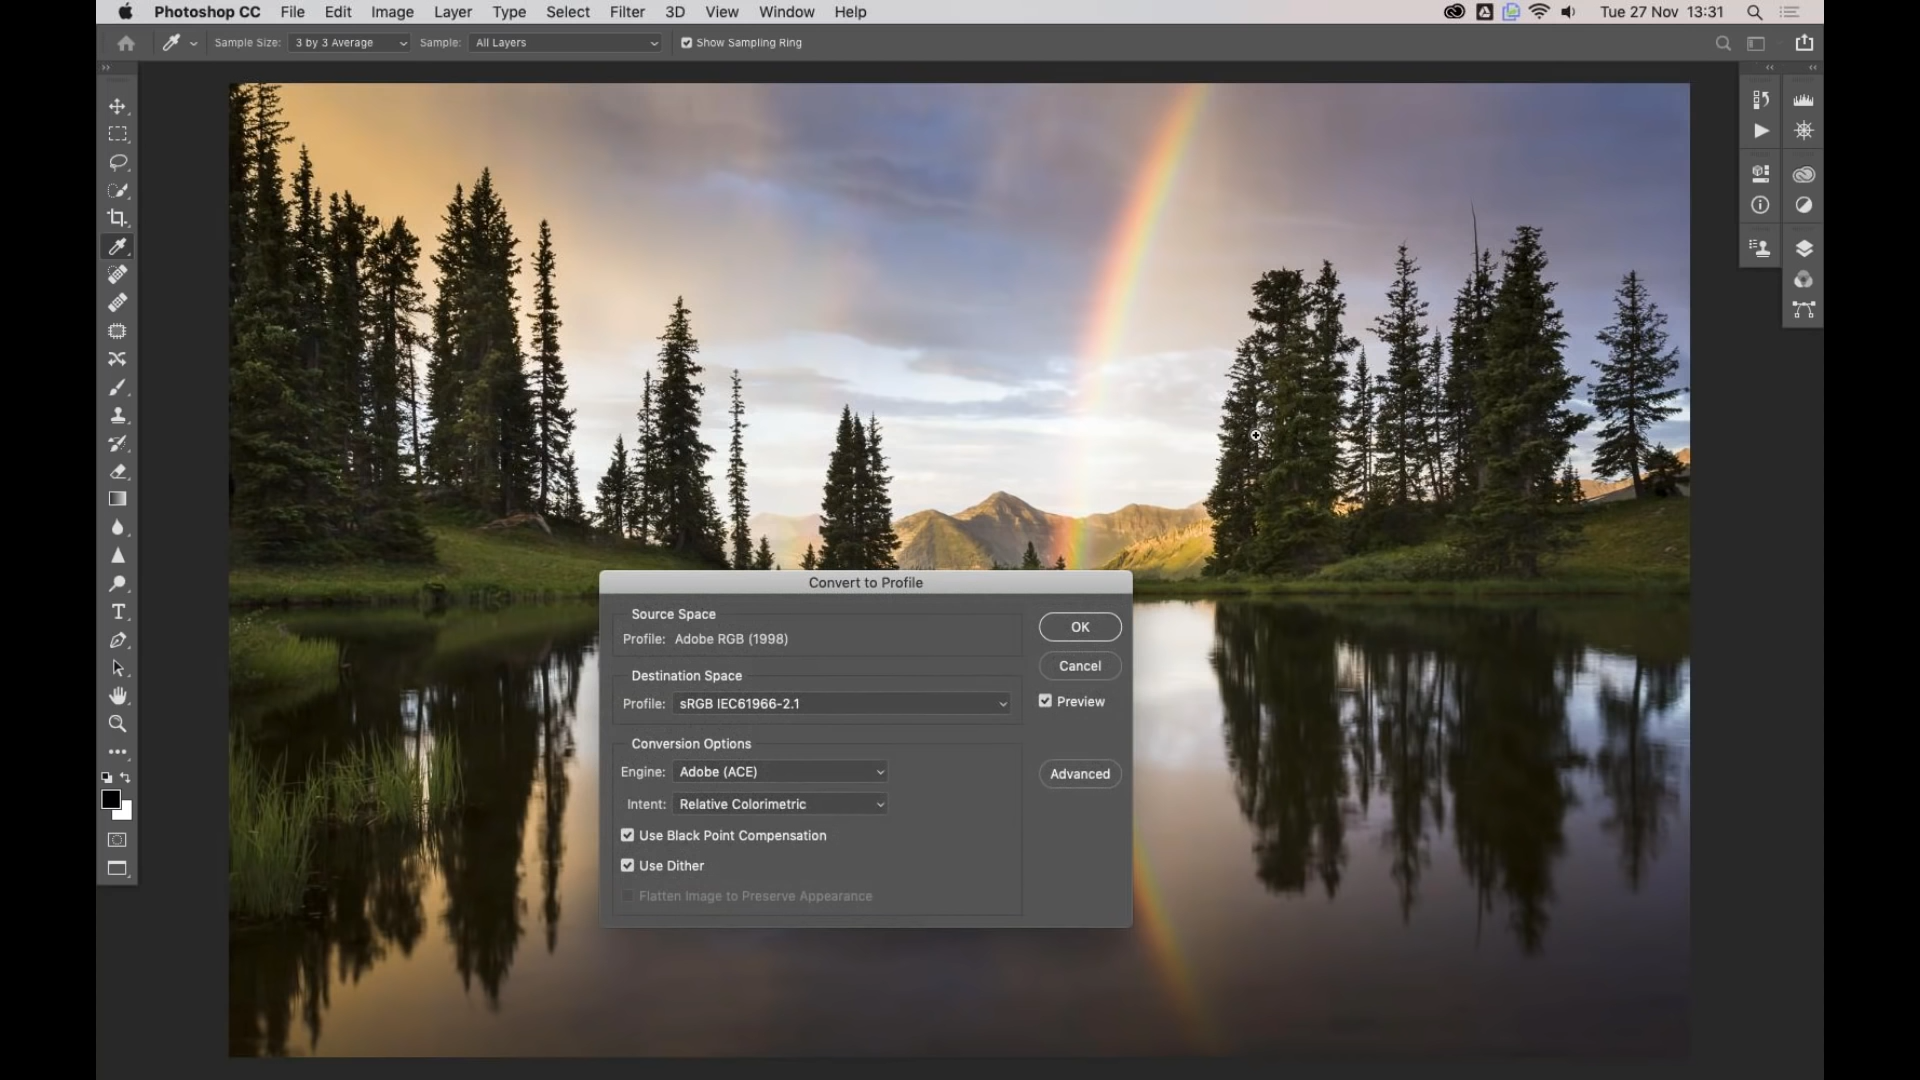 Photoshop CC File Edit Image Layer Type Select Filter 3D View Window Help Tue 27 Nov 13:31
Sample Size: 3 by 3 Average Sample: All Layers Show Sampling Ring
Convert to Profile
Source Space
Profile: Adobe RGB (1998)
OK
Cancel
Destination Space
Profile: sRGB IEC61966-2.1
Preview
Conversion Options
Engine: Adobe (ACE)
Advanced
Intent: Relative Colorimetric
Use Black Point Compensation
Use Dither
Flatten Image to Preserve Appearance